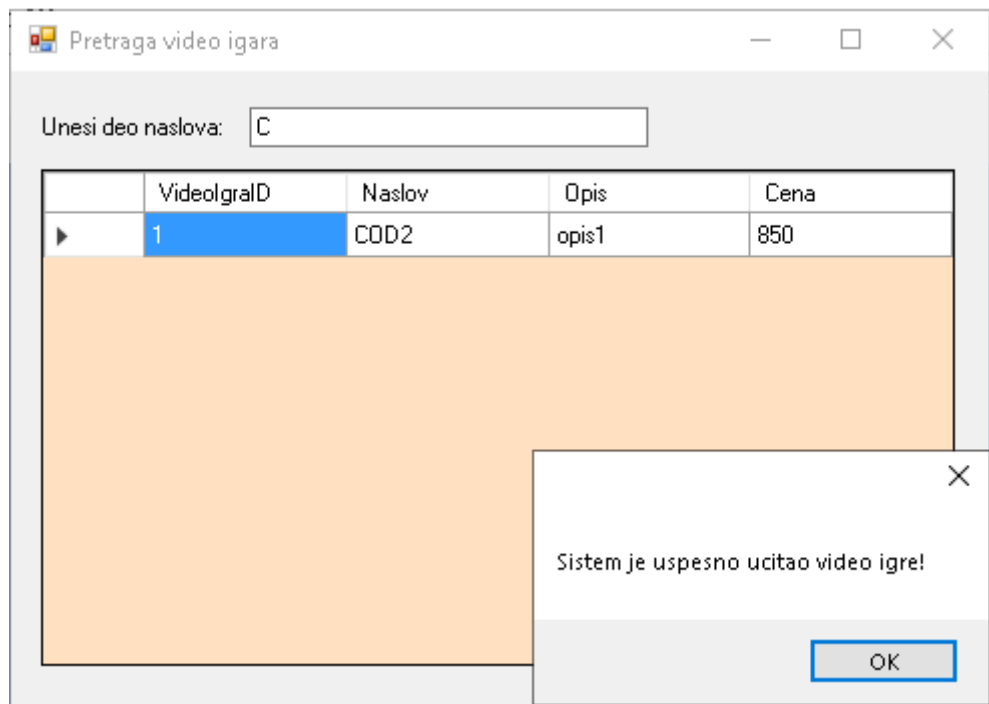 Pretraga video igara
Unesi deo naslova: C
VideoIgraID Naslov Opis Cena
1 COD2 opis1 850
Sistem je uspesno ucitao video igre!
OK